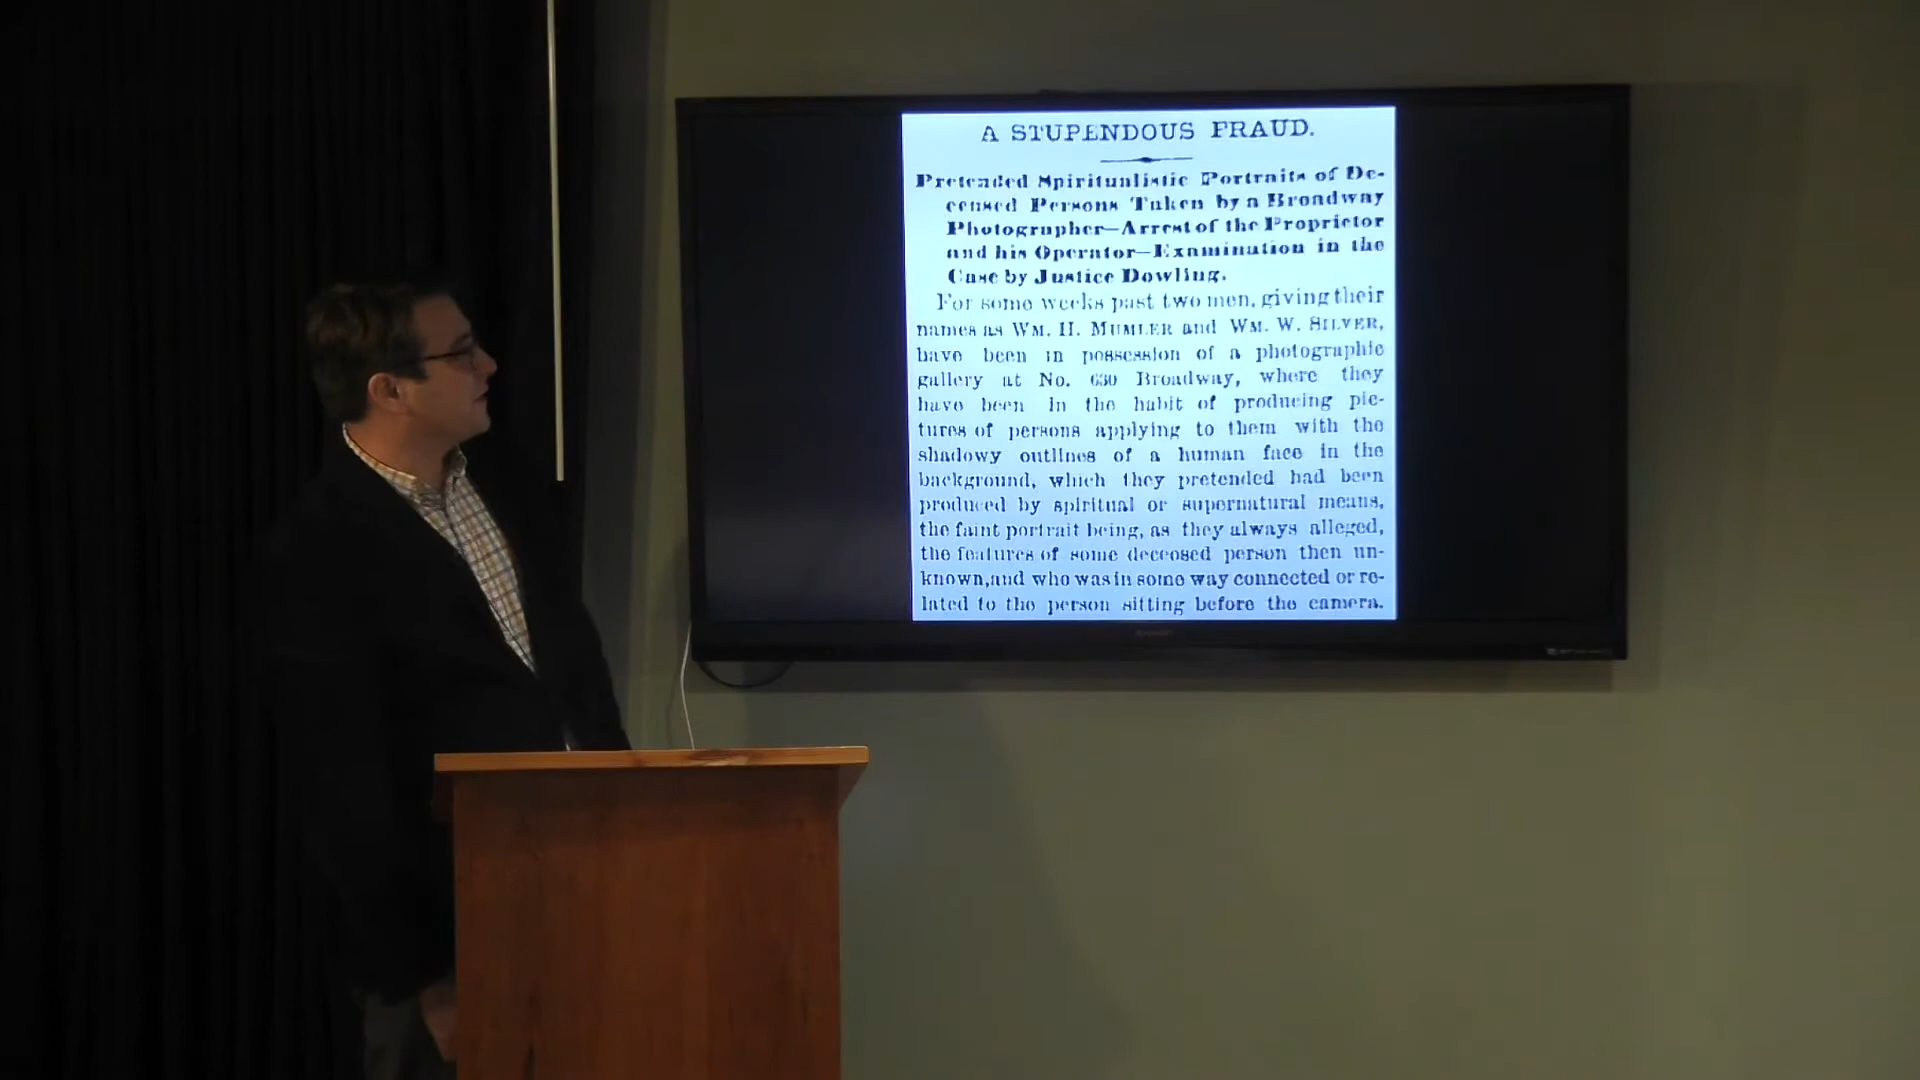 A STUPENDOUS FRAUD.
Pretended Spiritualistic Portraits of De-
ceased Persons Taken by a Broadway
Photographer—Arrest of the Proprietor
and his Operator—Examination in the
Case by Justice Dowling.
For some weeks past two men, giving their
names as WM. H. MUMLER and WM. W. SILVER,
have been in possession of a photographic
gallery at No. 630 Broadway, where they
have been in the habit of producing pic-
tures of persons applying to them with the
shadowy outlines of a human face in the
background, which they pretended had been
produced by spiritual or supernatural means,
the faint portrait being, as they always alleged,
the features of some deceosed person then un-
known, and who was in some way connected or re-
lated to the person sitting before the camera.